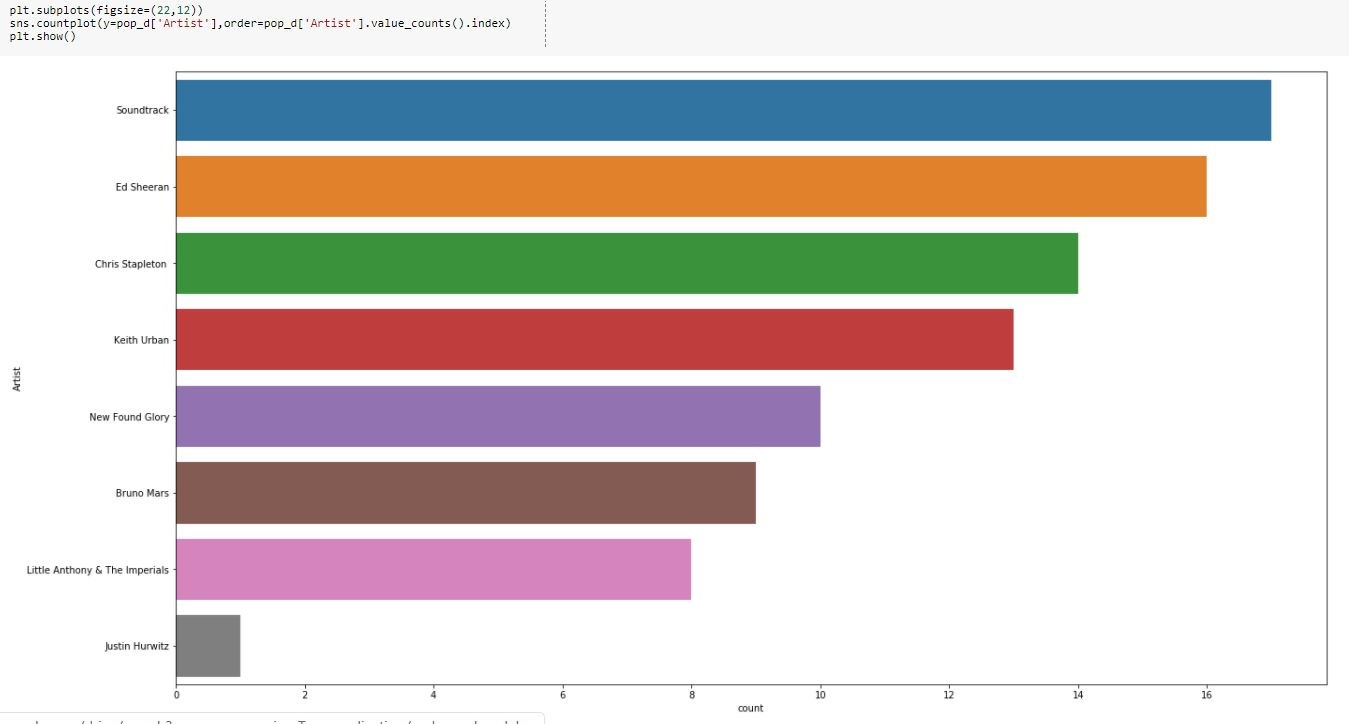 plt.subplots(figsize=(22,12))
sns.countplot(y=pop_d['Artist'],order=pop_d['Artist'].value_counts().index)
plt.show()
Soundtrack
Ed Sheeran
Chris Stapleton
Keith Urban
Artist
New Found Glory
Bruno Mars
Little Anthony & The Imperials
Justin Hurwitz
0 2 4 6 8 10 12 14 16
count